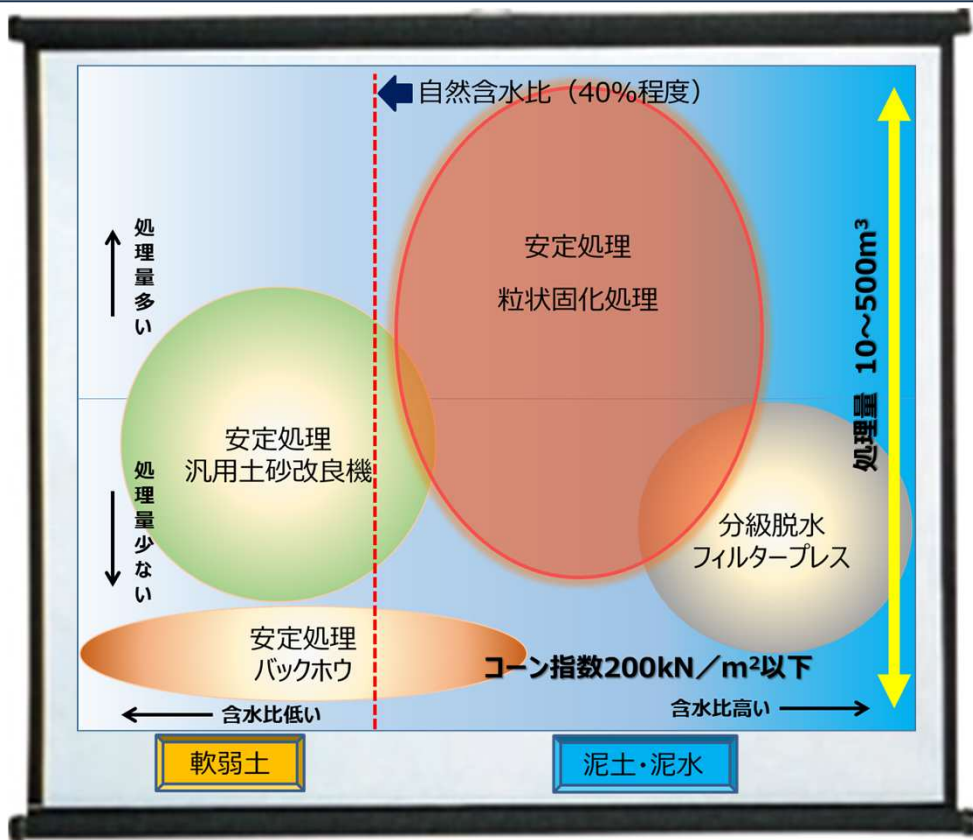 自然含水比（40%程度）
処理量多い
安定処理
粒状固化処理
処理量 10～500m³
安定処理
汎用土砂改良機
処理量少ない
分級脱水
フィルタープレス
安定処理
バックホウ
コーン指数200kN／m²以下
含水比低い
含水比高い
軟弱土
泥土・泥水